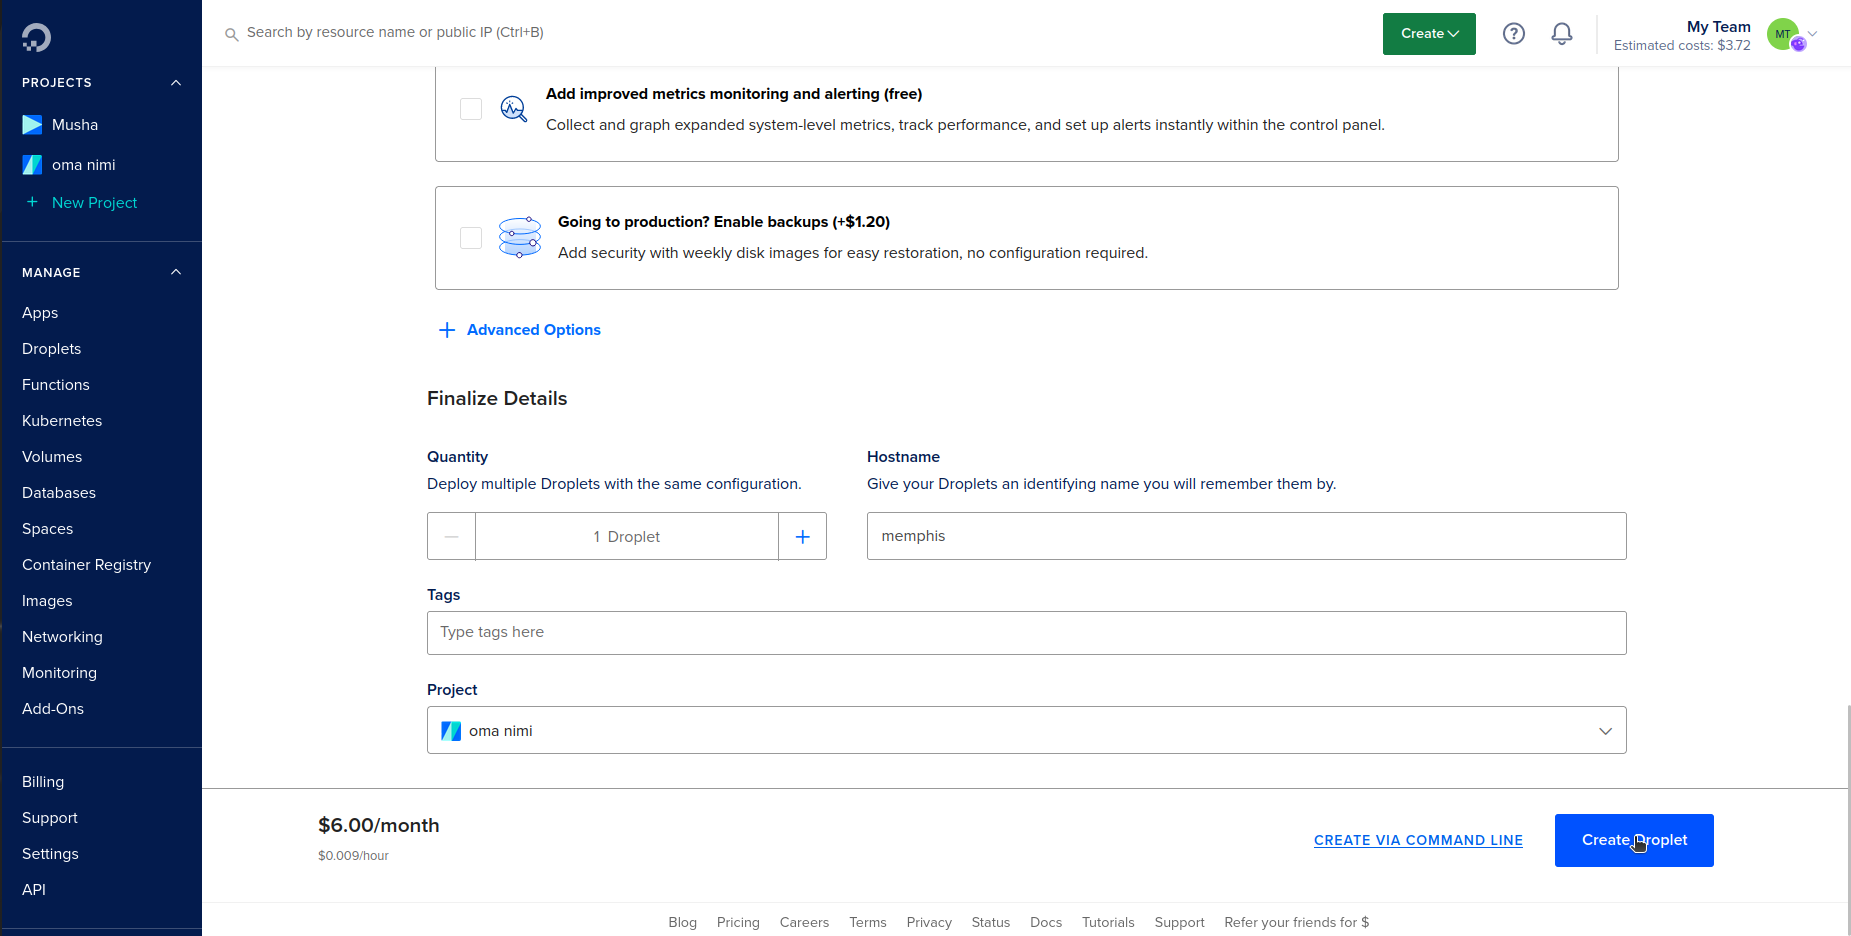 Search by resource name or public IP (Ctrl+B)
Create
My Team
Estimated costs: $3.72
MT
PROJECTS
Musha
oma nimi
+ New Project
MANAGE
Apps
Droplets
Functions
Kubernetes
Volumes
Databases
Spaces
Container Registry
Images
Networking
Monitoring
Add-Ons
Billing
Support
Settings
API
Add improved metrics monitoring and alerting (free)
Collect and graph expanded system-level metrics, track performance, and set up alerts instantly within the control panel.
Going to production? Enable backups (+$1.20)
Add security with weekly disk images for easy restoration, no configuration required.
+ Advanced Options
Finalize Details
Quantity
Deploy multiple Droplets with the same configuration.
1 Droplet
Hostname
Give your Droplets an identifying name you will remember them by.
memphis
Tags
Type tags here
Project
oma nimi
$6.00/month
$0.009/hour
CREATE VIA COMMAND LINE
Create Droplet
Blog Pricing Careers Terms Privacy Status Docs Tutorials Support Refer your friends for $